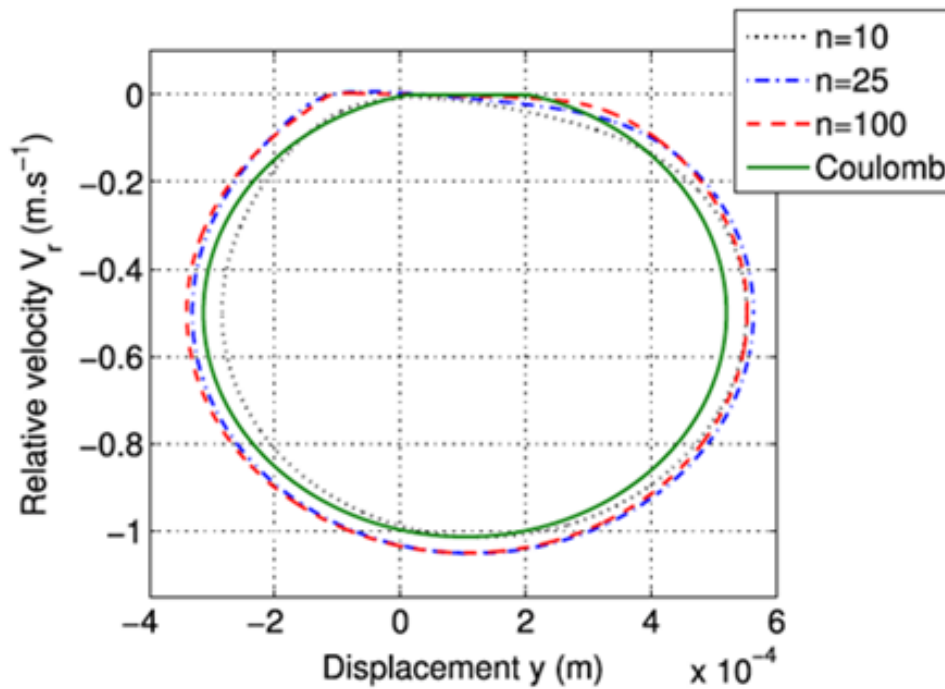 n=10
n=25
n=100
Coulomb
0
−0.2
−0.4
−0.6
−0.8
−1
Relative velocity V_r (m.s⁻¹)
−4
−2
0
2
4
6
Displacement y (m)
x 10⁻⁴